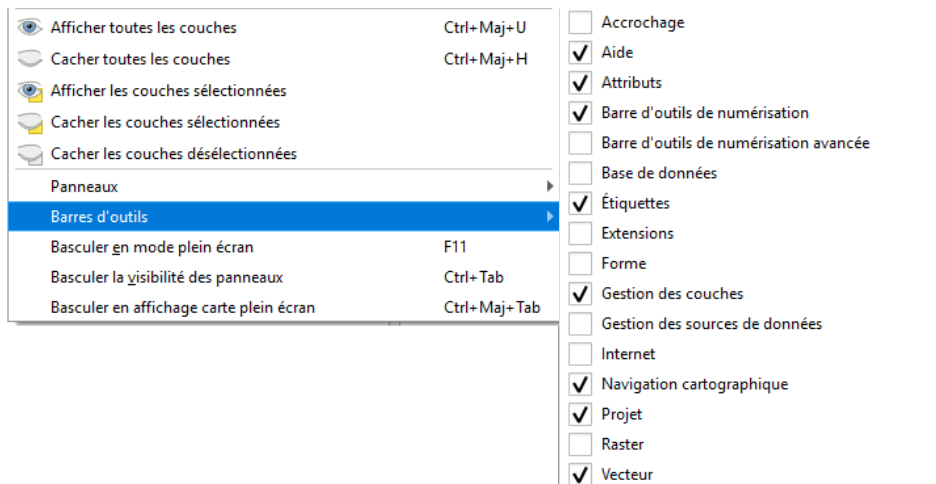 Afficher toutes les couches Ctrl+Maj+U
Cacher toutes les couches Ctrl+Maj+H
Afficher les couches sélectionnées
Cacher les couches sélectionnées
Cacher les couches désélectionnées
Panneaux
Barres d'outils
Basculer en mode plein écran F11
Basculer la visibilité des panneaux Ctrl+Tab
Basculer en affichage carte plein écran Ctrl+Maj+Tab
Accrochage
Aide
Attributs
Barre d'outils de numérisation
Barre d'outils de numérisation avancée
Base de données
Étiquettes
Extensions
Forme
Gestion des couches
Gestion des sources de données
Internet
Navigation cartographique
Projet
Raster
Vecteur